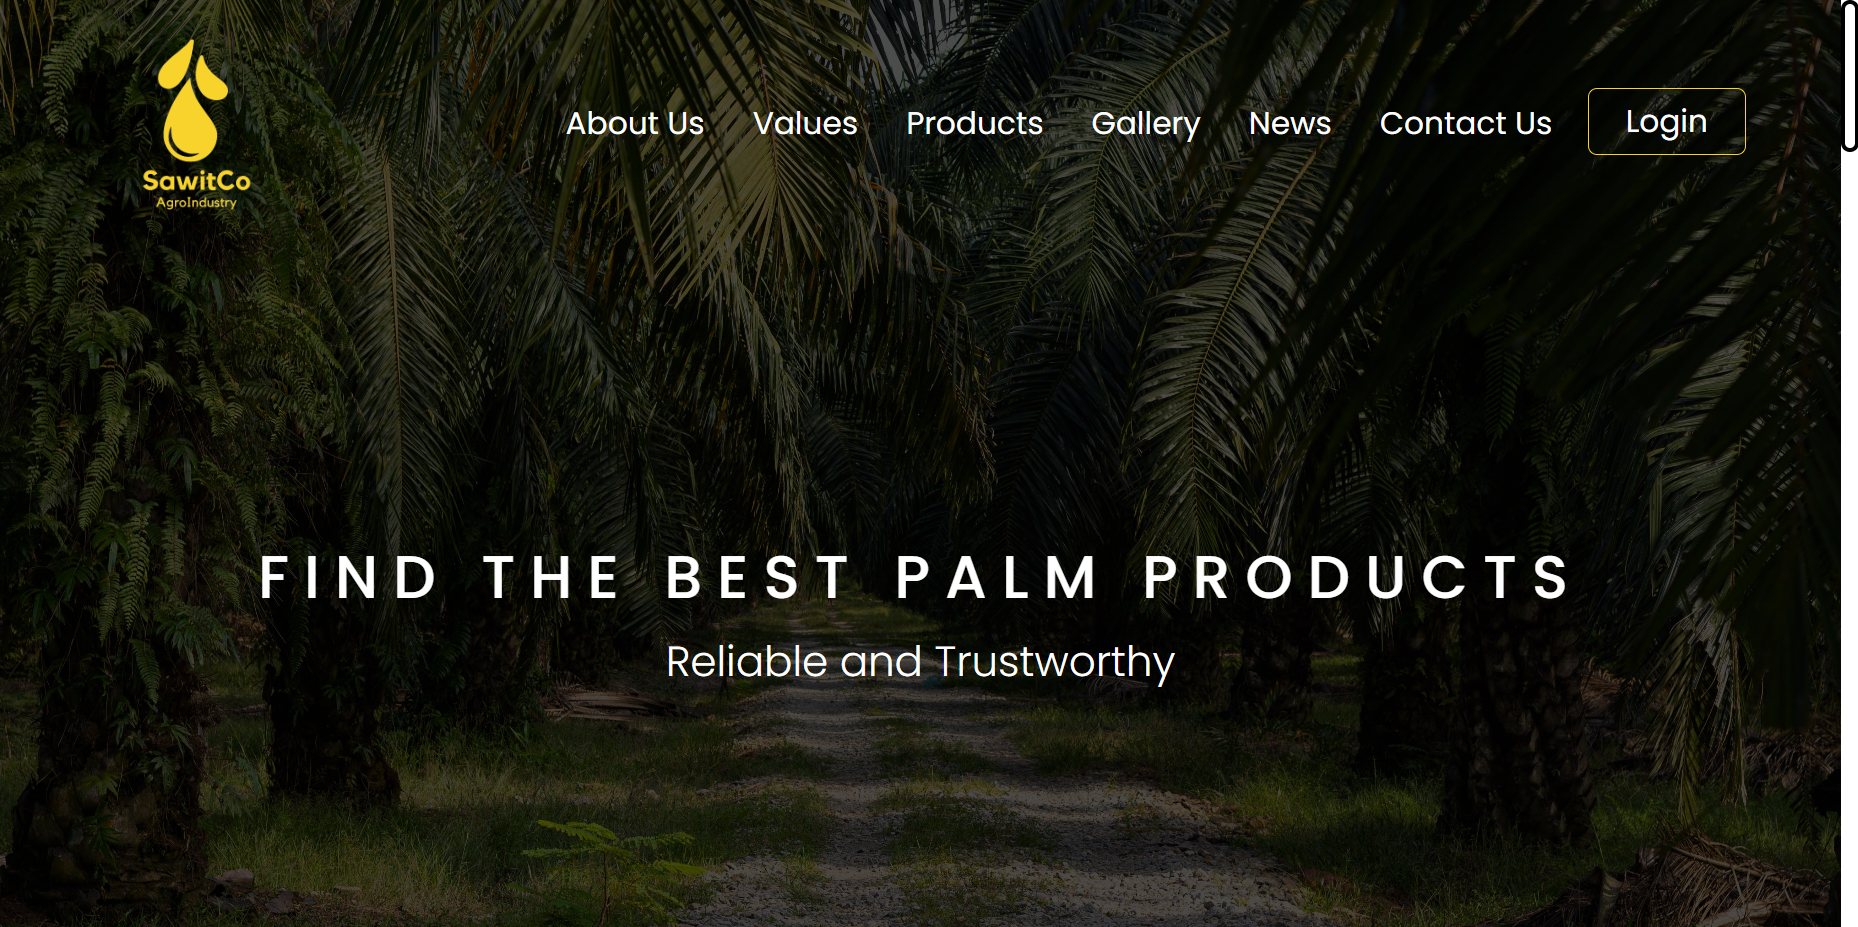 SawitCo
AgroIndustry
About Us Values Products Gallery News Contact Us Login
FIND THE BEST PALM PRODUCTS
Reliable and Trustworthy